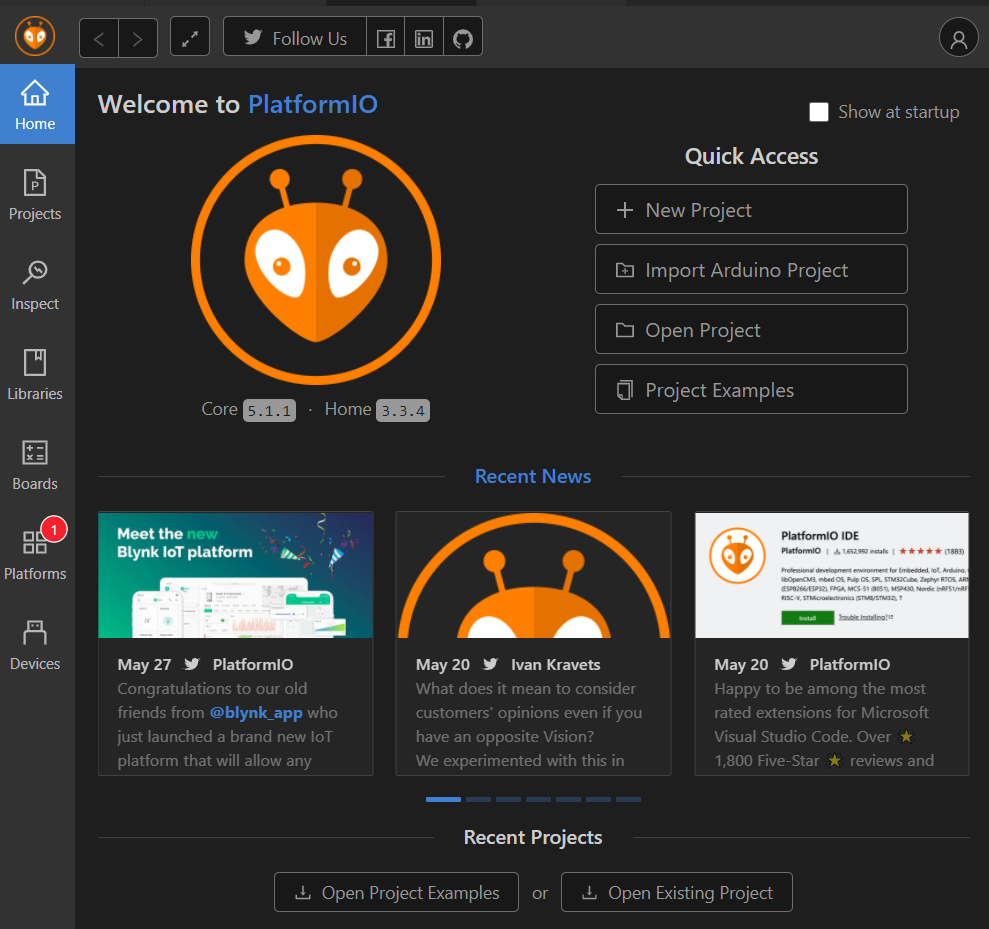 Follow Us
Home
Projects
Inspect
Libraries
Boards
1
Platforms
Devices
Welcome to PlatformIO
Show at startup
Core 5.1.1 · Home 3.3.4
Quick Access
New Project
Import Arduino Project
Open Project
Project Examples
Recent News
Meet the new
Blynk IoT platform
May 27 PlatformIO
Congratulations to our old
friends from @blynk_app who
just launched a brand new IoT
platform that will allow any
May 20 Ivan Kravets
What does it mean to consider
customers' opinions even if you
have an opposite Vision?
We experimented with this in
PlatformIO IDE
PlatformIO | 1,652,992 installs | ★★★★★ (1883)
Professional development environment for Embedded, IoT, Arduino,
libOpenCM3, mbed OS, Pulp OS, SPL, STM32Cube, Zephyr RTOS, ARM
(ESP8266/ESP32), FPGA, MCS-51 (8051), MSP430, Nordic (nRF51/nRF
RISC-V, STMicroelectronics (STM8/STM32), T
Install Trouble Installing?
May 20 PlatformIO
Happy to be among the most
rated extensions for Microsoft
Visual Studio Code. Over ★
1,800 Five-Star ★ reviews and
Recent Projects
Open Project Examples or Open Existing Project